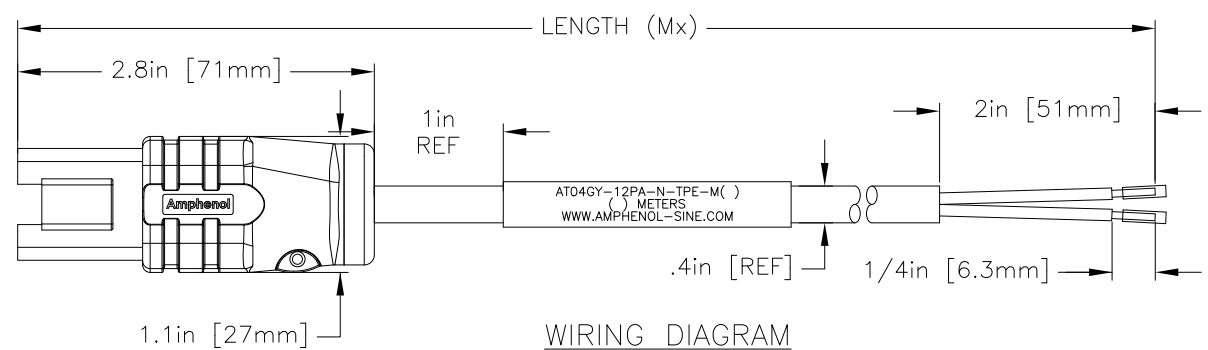 LENGTH (Mx)
2.8in [71mm]
1in
REF
2in [51mm]
Amphenol
AT04GY-12PA-N-TPE-M( )
( ) METERS
WWW.AMPHENOL-SINE.COM
.4in [REF]
1/4in [6.3mm]
1.1in [27mm]
WIRING DIAGRAM